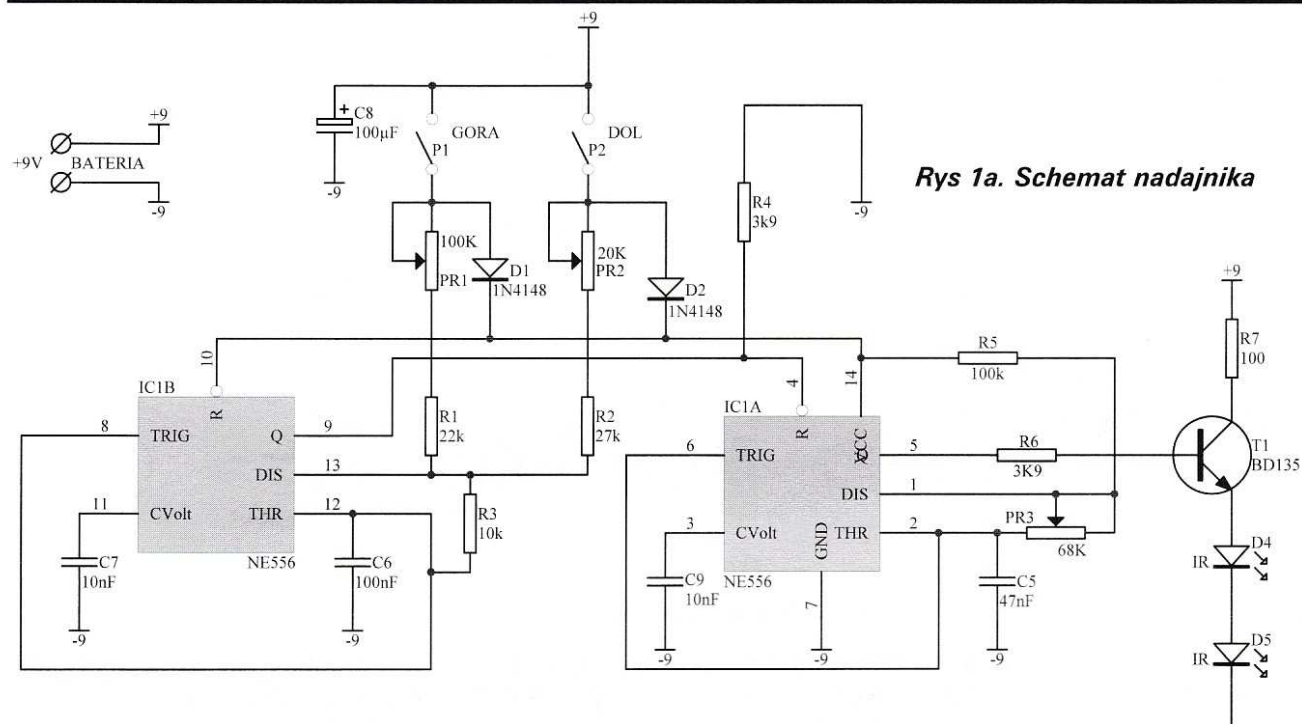 +9
C8
100µF
+
GORA
P1
DOL
P2
+9
+9V
BATERIA
-9
-9
R4
3k9
-9
Rys 1a. Schemat nadajnika
100K
PR1
D1
1N4148
20K
PR2
D2
1N4148
+9
R7
100
10
4
14
R5
100k
IC1B
R
8
TRIG
Q
9
DIS
13
11
CVolt
THR
12
NE556
R1
22k
R2
27k
R3
10k
C7
10nF
-9
C6
100nF
-9
IC1A
R
VCC
6
TRIG
5
R6
3K9
DIS
1
3
CVolt
GND
THR
2
PR3
68K
NE556
7
C9
10nF
-9
-9
C5
47nF
-9
T1
BD135
IR
D4
IR
D5